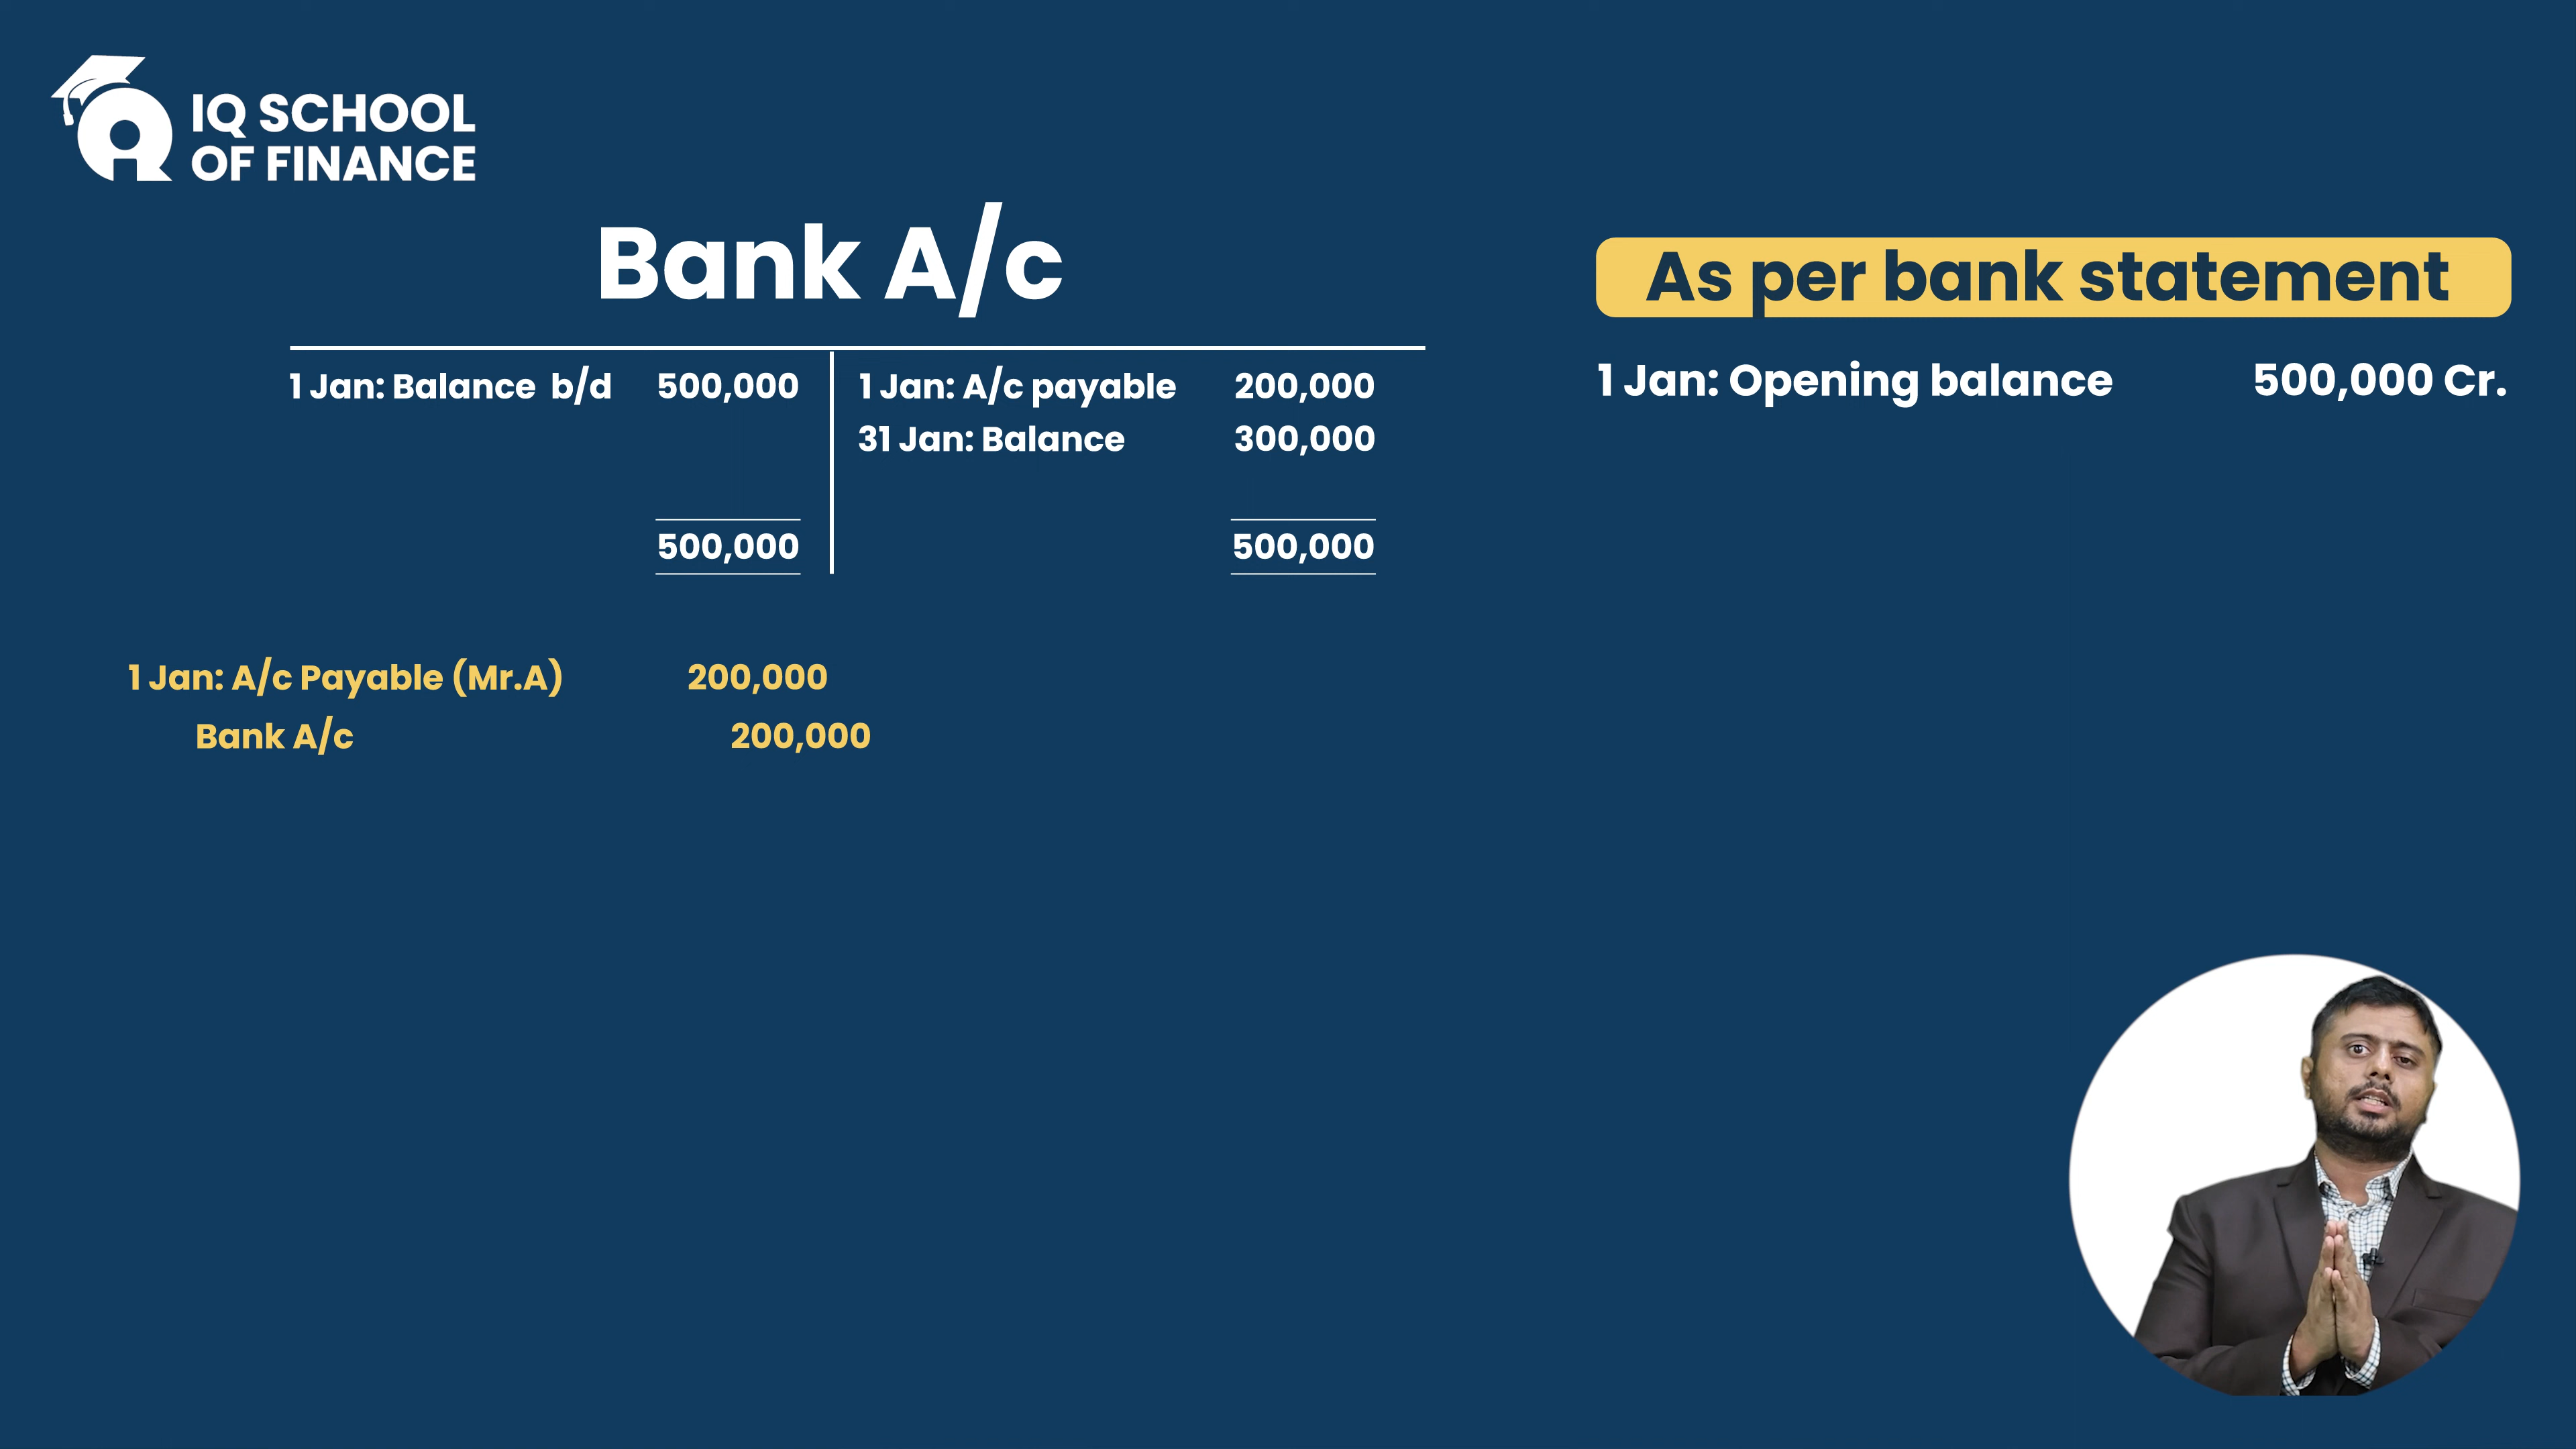 IQ SCHOOL
OF FINANCE
Bank A/c
1 Jan: Balance b/d 500,000 1 Jan: A/c payable 200,000
31 Jan: Balance 300,000
500,000 500,000
1 Jan: A/c Payable (Mr.A) 200,000
Bank A/c 200,000
As per bank statement
1 Jan: Opening balance 500,000 Cr.